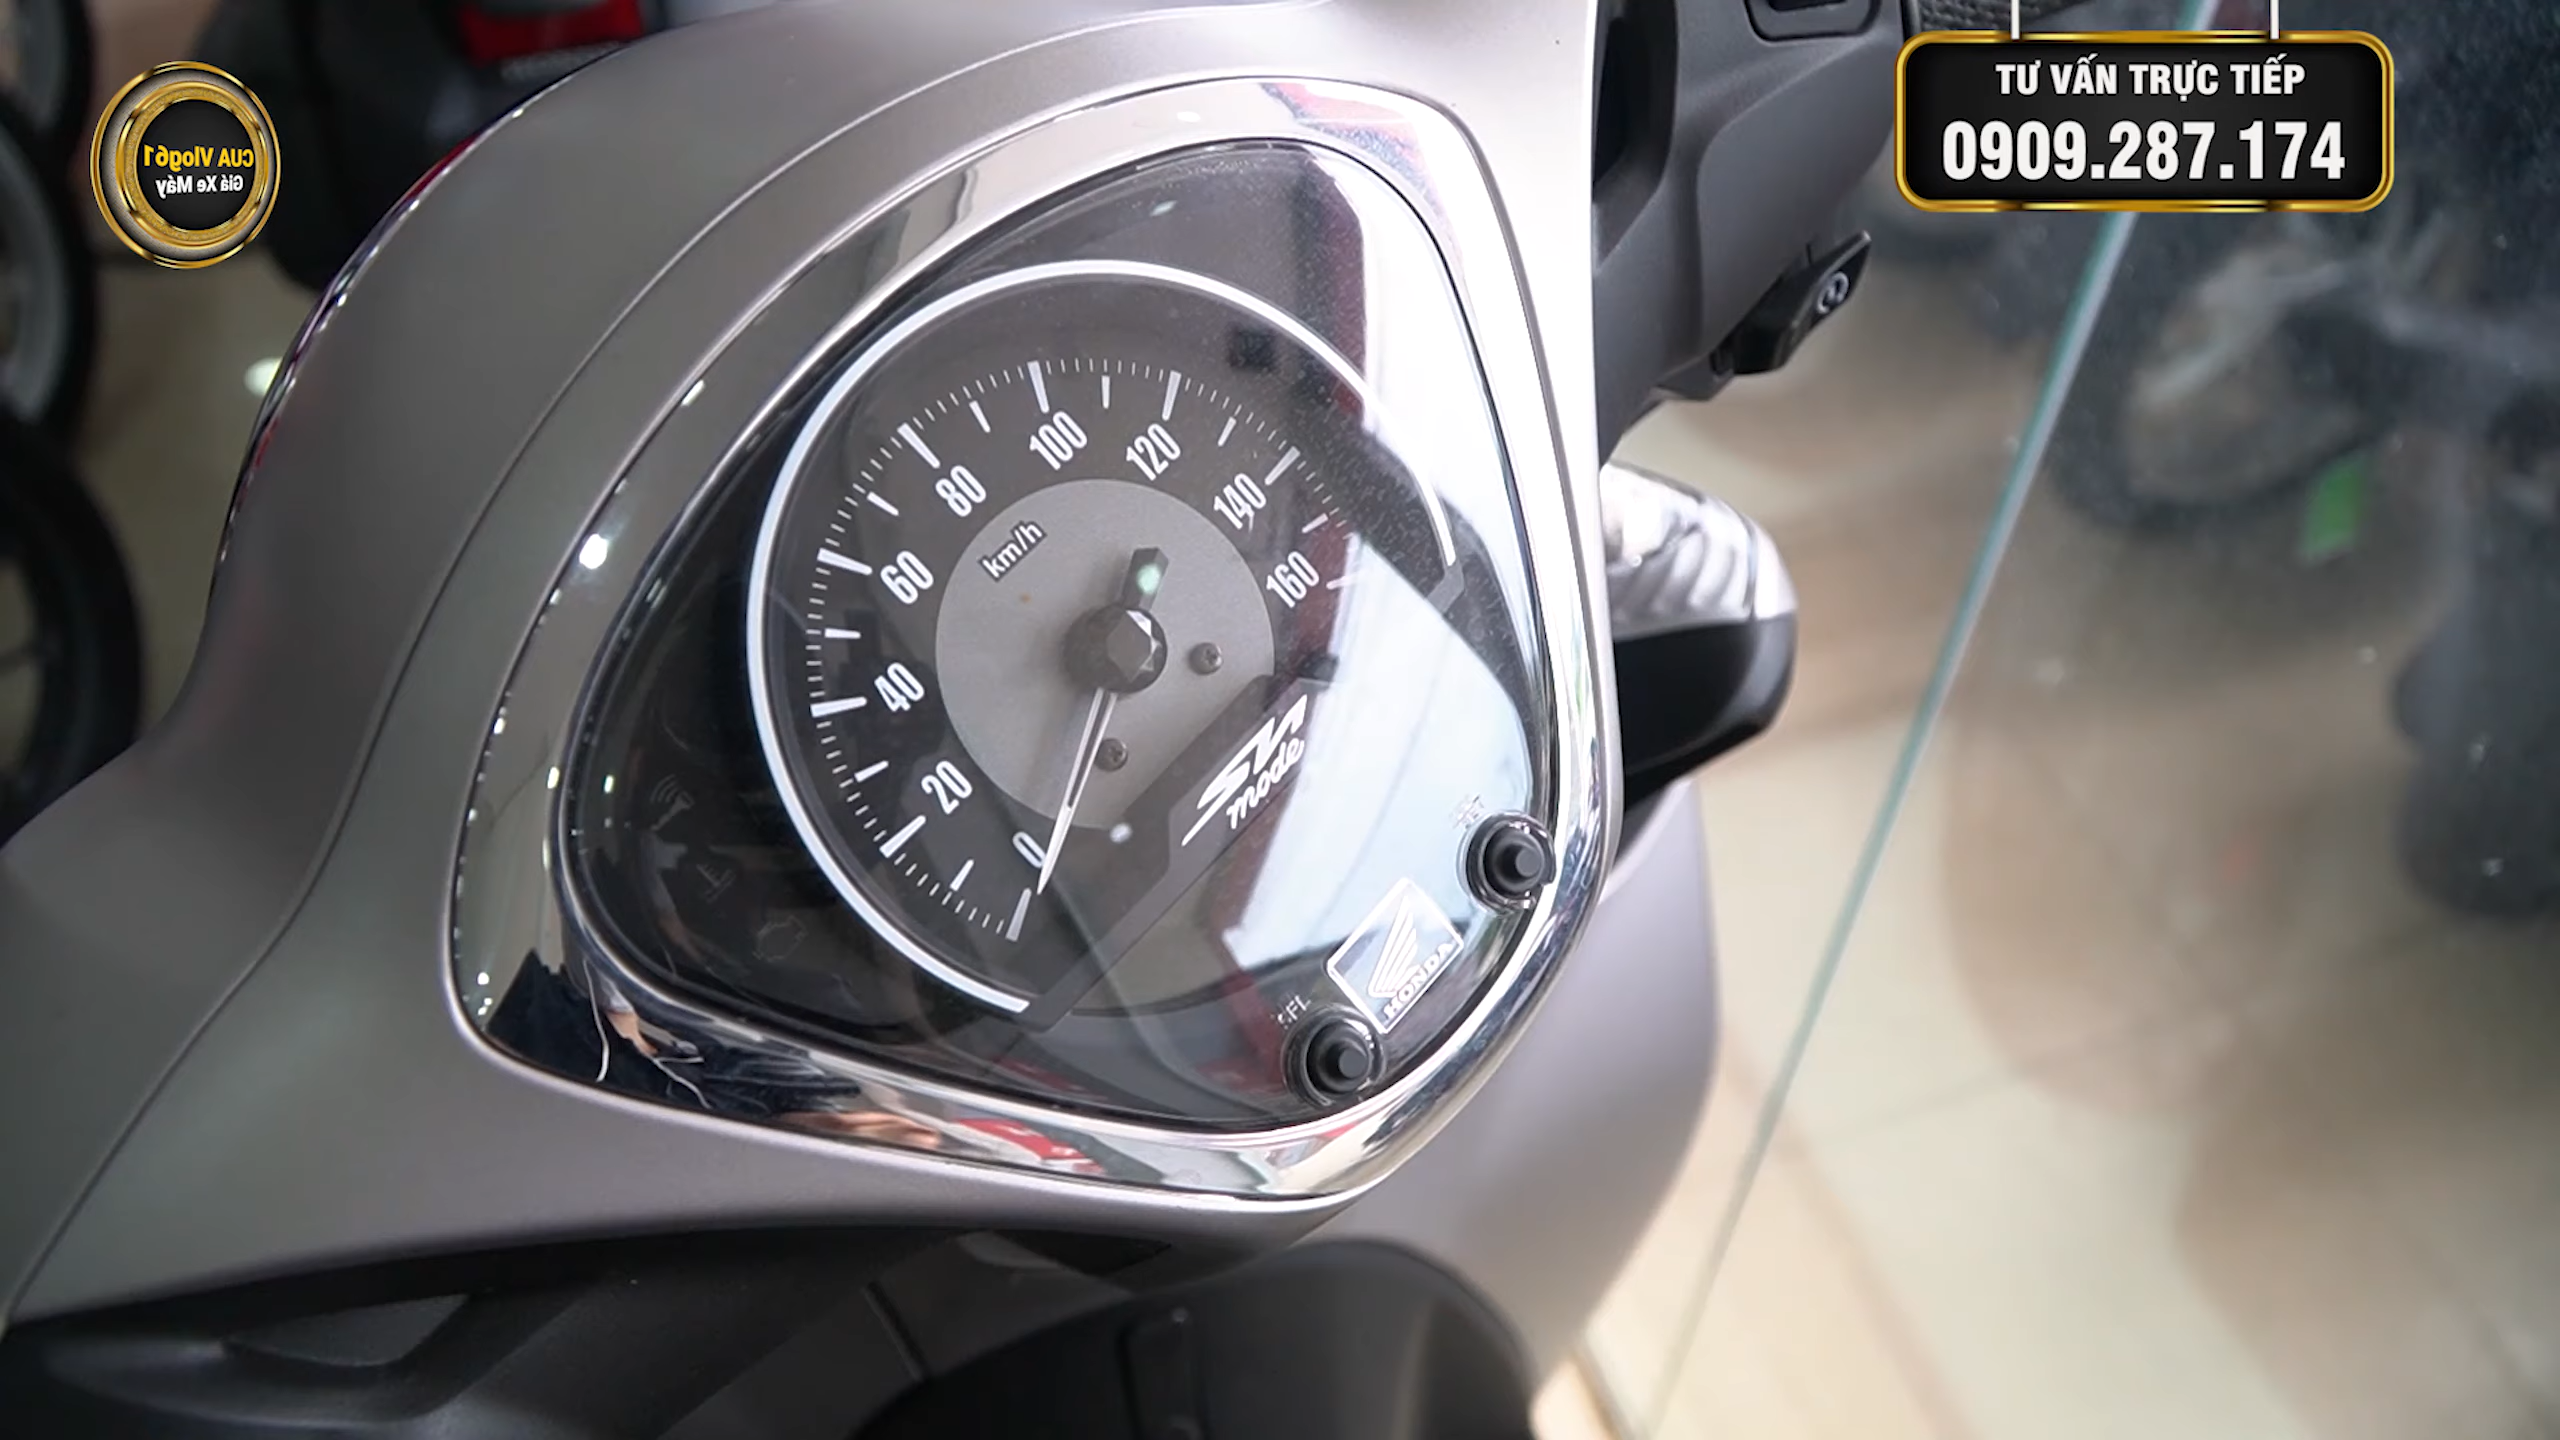 CUA Vlog61
Giá Xe Máy
TƯ VẤN TRỰC TIẾP
0909.287.174
km/h
0
20
40
60
80
100
120
140
160
SH
mode
HONDA
SEL